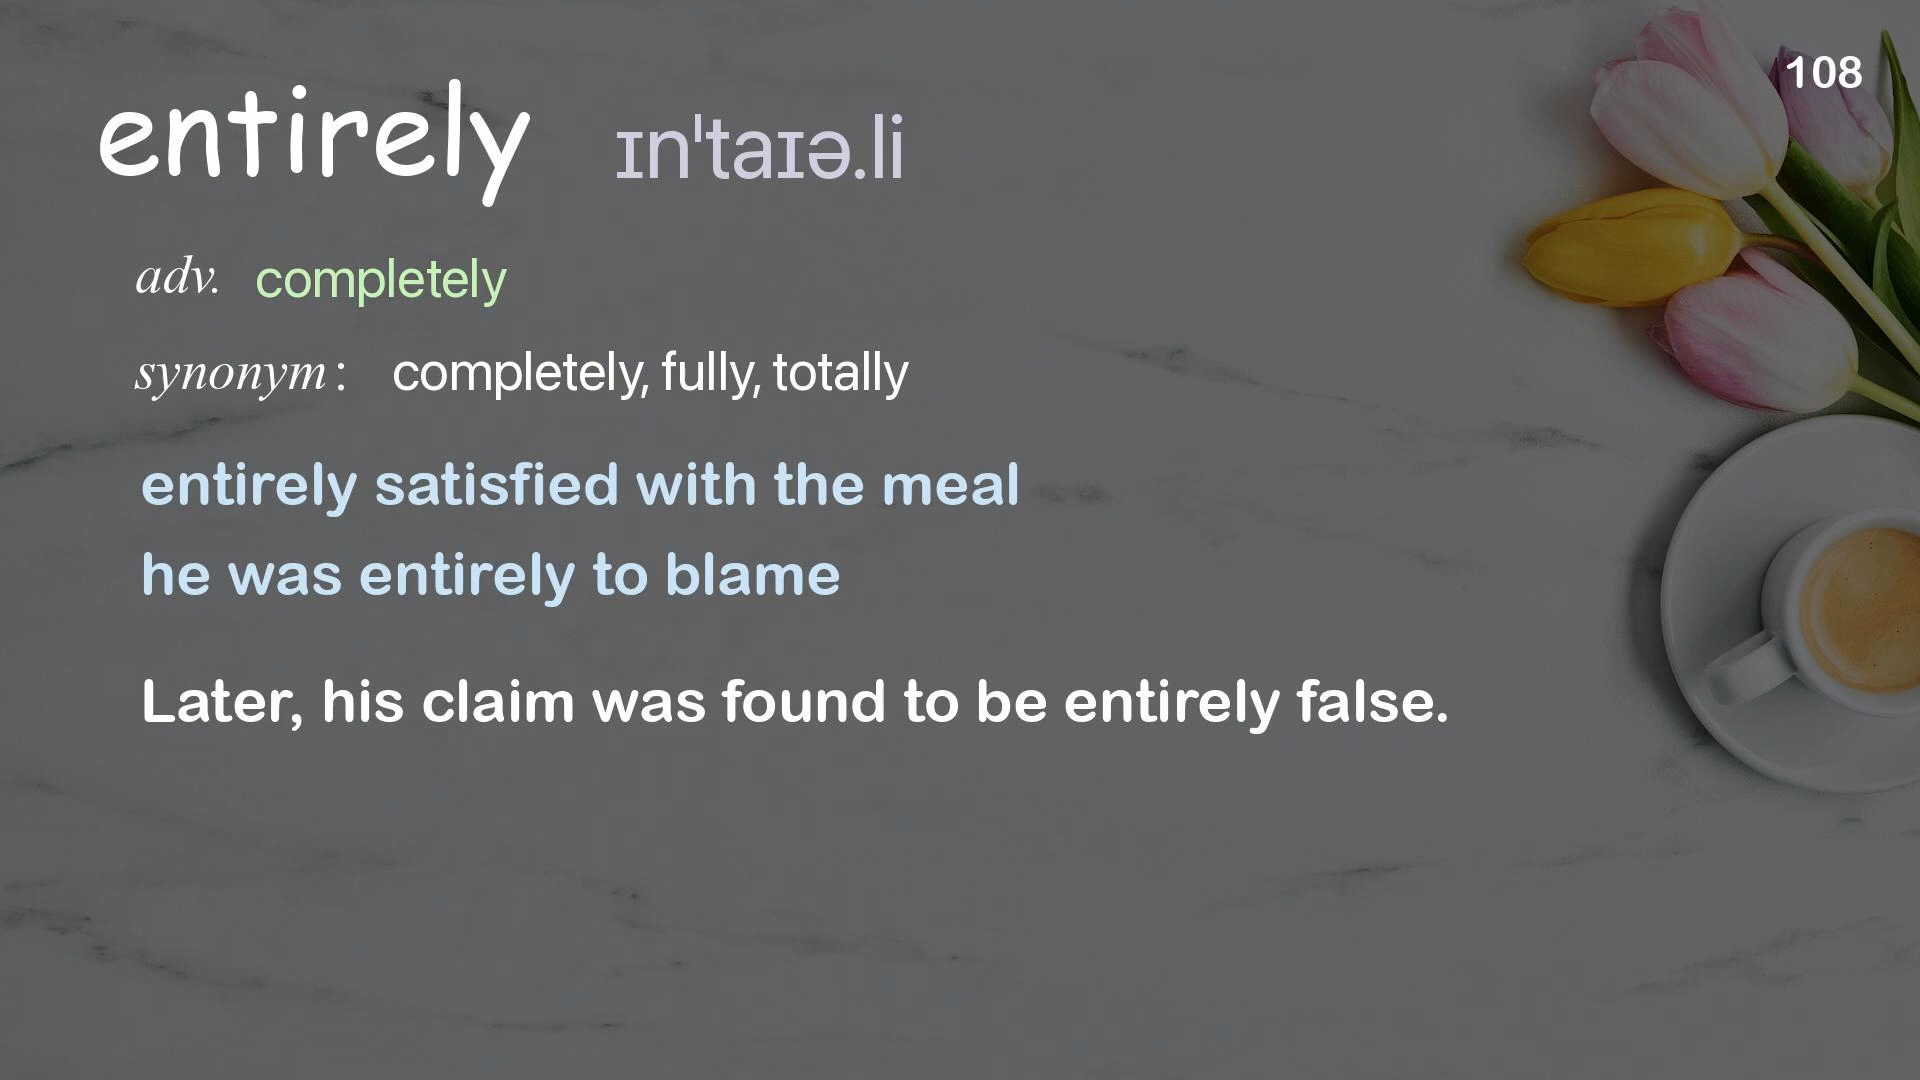 108
entirely ɪnˈtaɪə.li
adv. completely
synonym: completely, fully, totally
entirely satisfied with the meal
he was entirely to blame
Later, his claim was found to be entirely false.